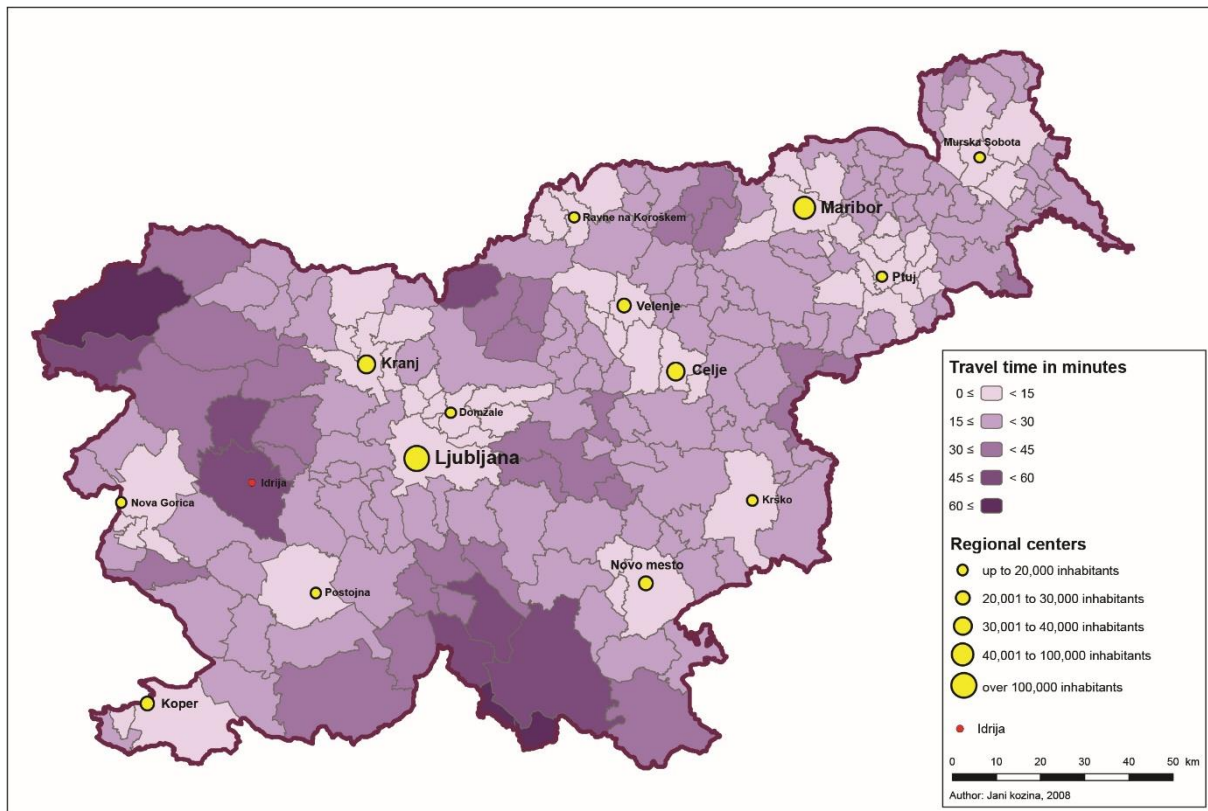 Murska Sobota
Maribor
Ravne na Koroškem
Ptuj
Velenje
Kranj
Celje
Domžale
Ljubljana
Idrija
Nova Gorica
Krško
Novo mesto
Postojna
Koper
Travel time in minutes
0 ≤ < 15
15 ≤ < 30
30 ≤ < 45
45 ≤ < 60
60 ≤
Regional centers
up to 20,000 inhabitants
20,001 to 30,000 inhabitants
30,001 to 40,000 inhabitants
40,001 to 100,000 inhabitants
over 100,000 inhabitants
Idrija
0 10 20 30 40 50 km
Author: Jani kozina, 2008